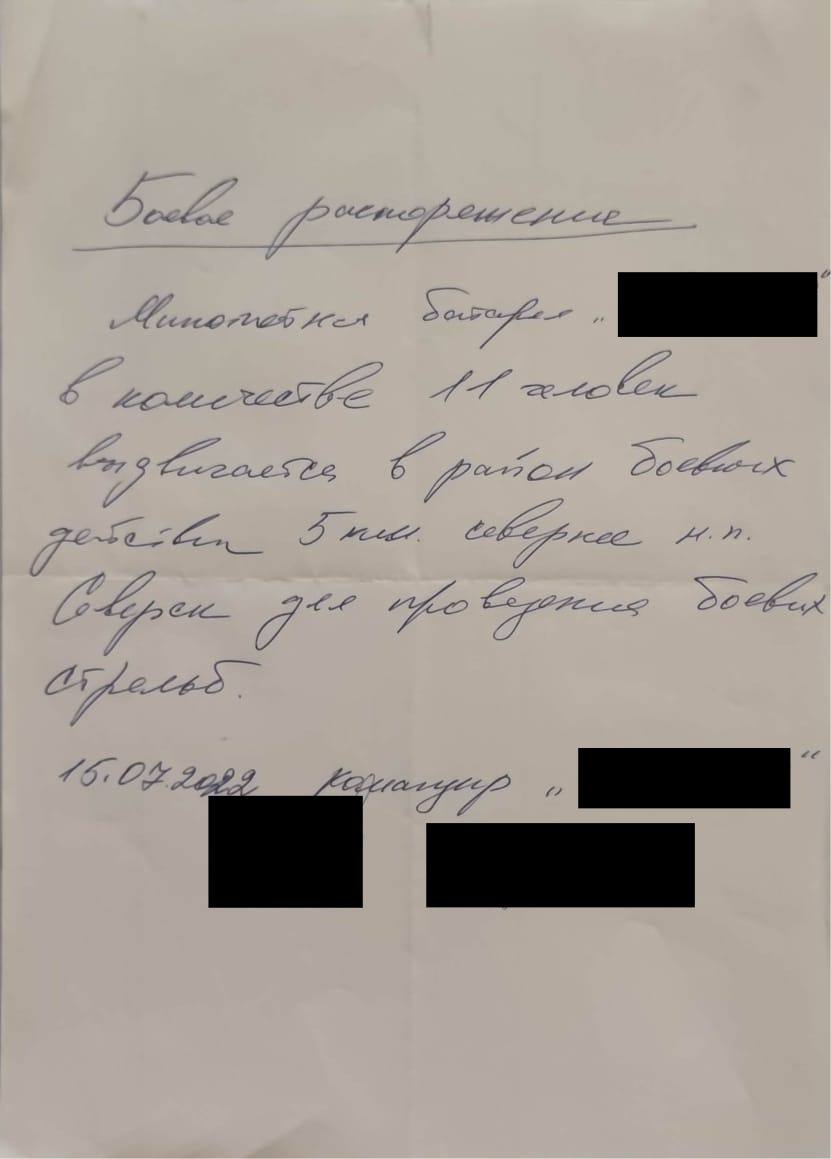 Боевое распоряжение
Минометная батарея „ "
в количестве 11 человек
выдвигается в район боевых
действий 5 км. севернее н.п.
Северск для проведения боевых
стрельб.
15.07.2022 командир „ "